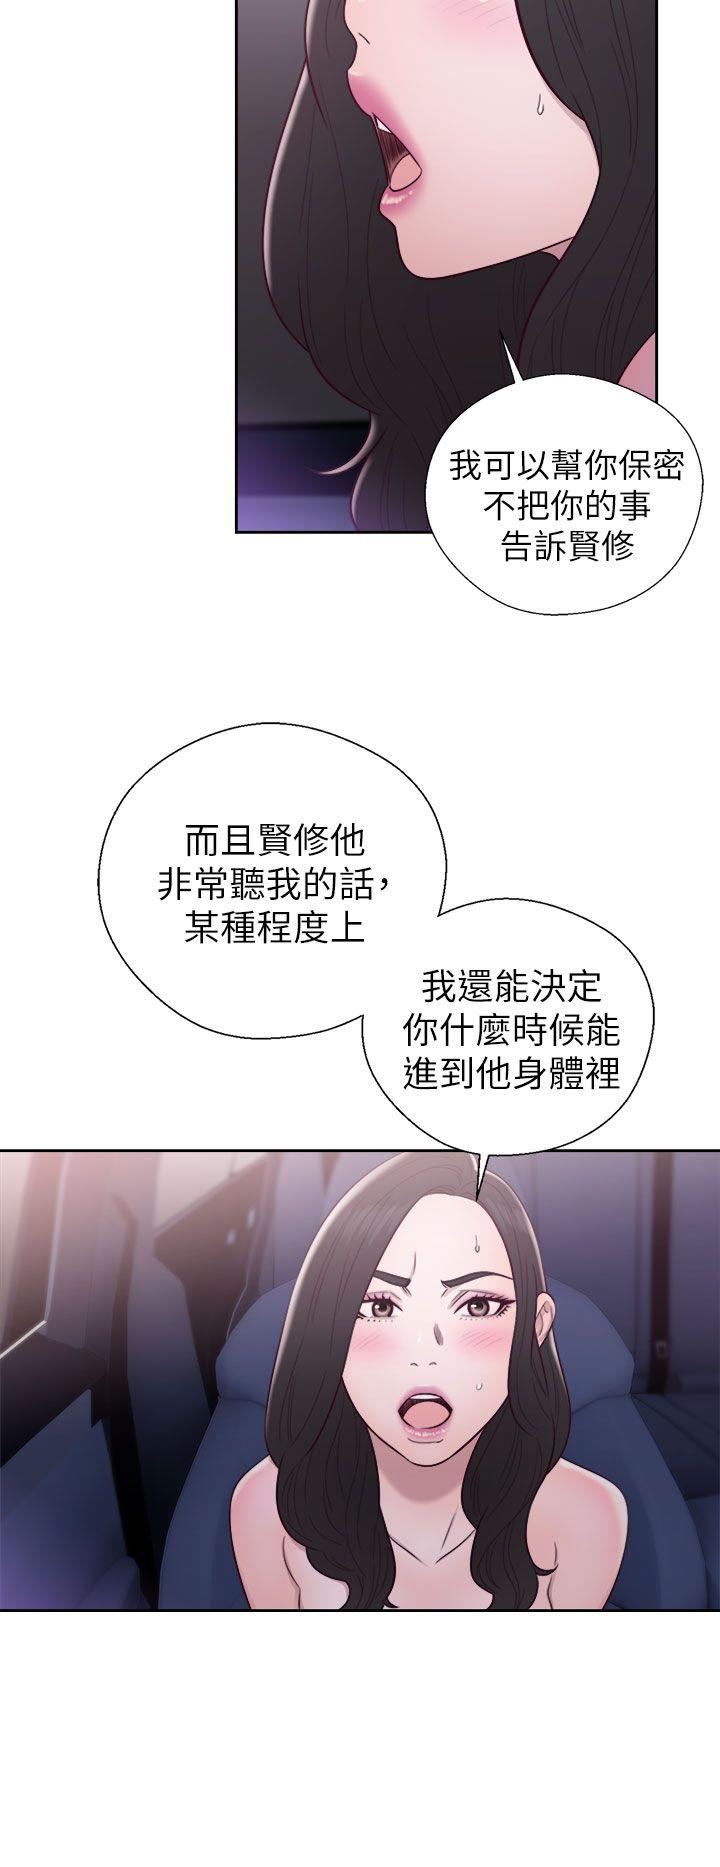 我可以幫你保密
不把你的事
告訴賢修
而且賢修他
非常聽我的話，
某種程度上
我還能決定
你什麼時候能
進到他身體裡